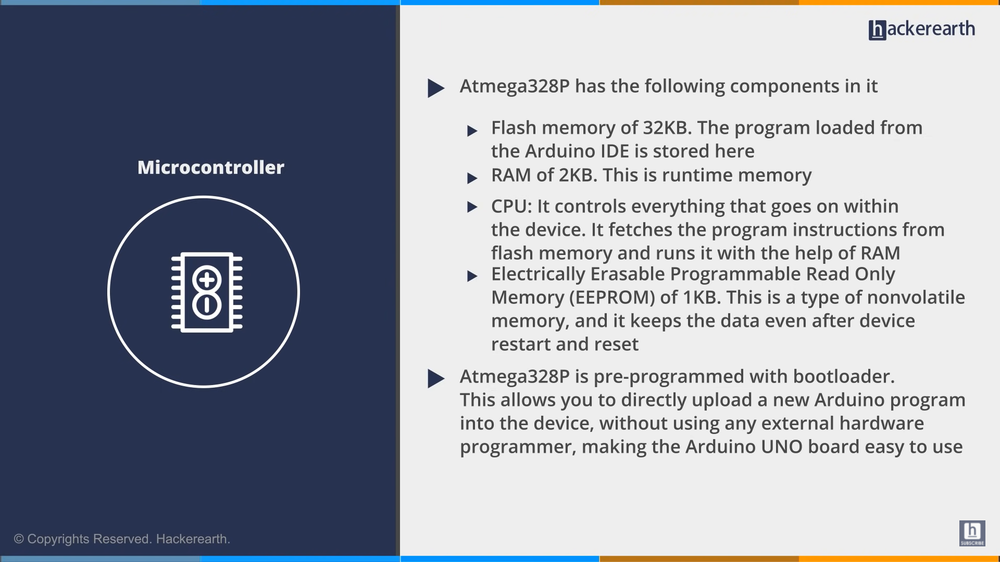 hackerearth
Microcontroller
Atmega328P has the following components in it
Flash memory of 32KB. The program loaded from
the Arduino IDE is stored here
RAM of 2KB. This is runtime memory
CPU: It controls everything that goes on within
the device. It fetches the program instructions from
flash memory and runs it with the help of RAM
Electrically Erasable Programmable Read Only
Memory (EEPROM) of 1KB. This is a type of nonvolatile
memory, and it keeps the data even after device
restart and reset
Atmega328P is pre-programmed with bootloader.
This allows you to directly upload a new Arduino program
into the device, without using any external hardware
programmer, making the Arduino UNO board easy to use
© Copyrights Reserved. Hackerearth.
h
SUBSCRIBE